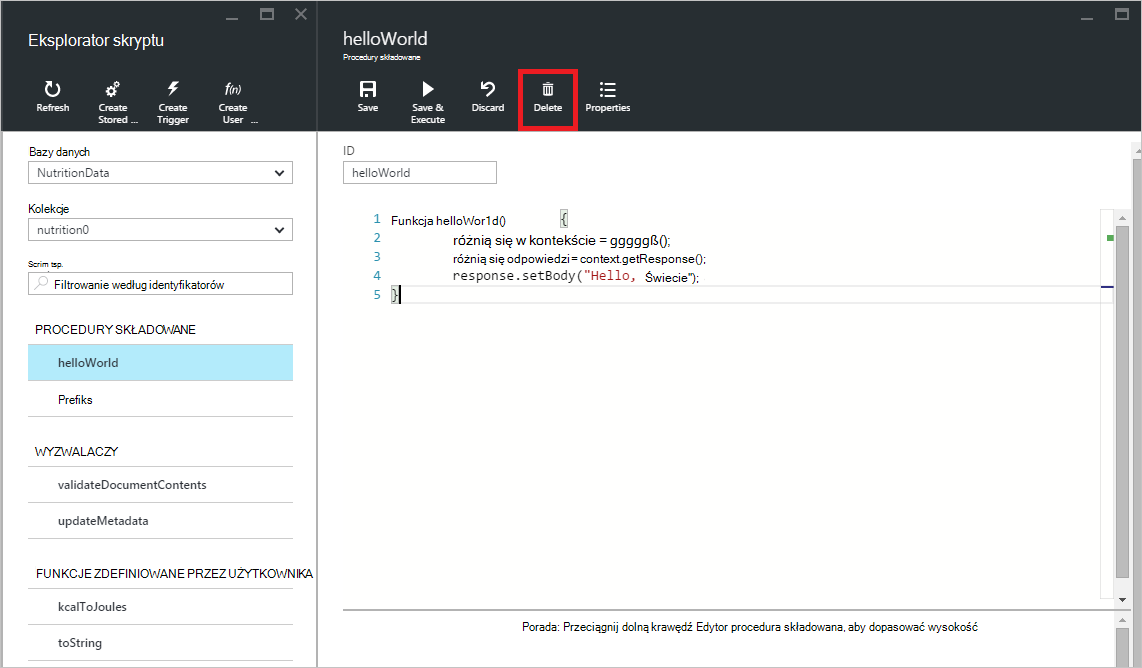 Eksplorator skryptu
Refresh
Create Stored ...
Create Trigger
f(n)
Create User ...
Bazy danych
NutritionData
Kolekcje
nutrition0
Scrim tsp.
Filtrowanie według identyfikatorów
PROCEDURY SKŁADOWANE
helloWorld
Prefiks
WYZWALACZY
validateDocumentContents
updateMetadata
FUNKCJE ZDEFINIOWANE PRZEZ UŻYTKOWNIKA
kcalToJoules
toString
helloWorld
Procedury składowane
Save
Save & Execute
Discard
Delete
Properties
ID
helloWorld
1 Funkcja helloWor1d() {
2 różnią się w kontekście = gggggß();
3 różnią się odpowiedzi = context.getResponse();
4 response.setBody("Hello, Świecie");
5 }
Porada: Przeciągnij dolną krawędź Edytor procedura składowana, aby dopasować wysokość